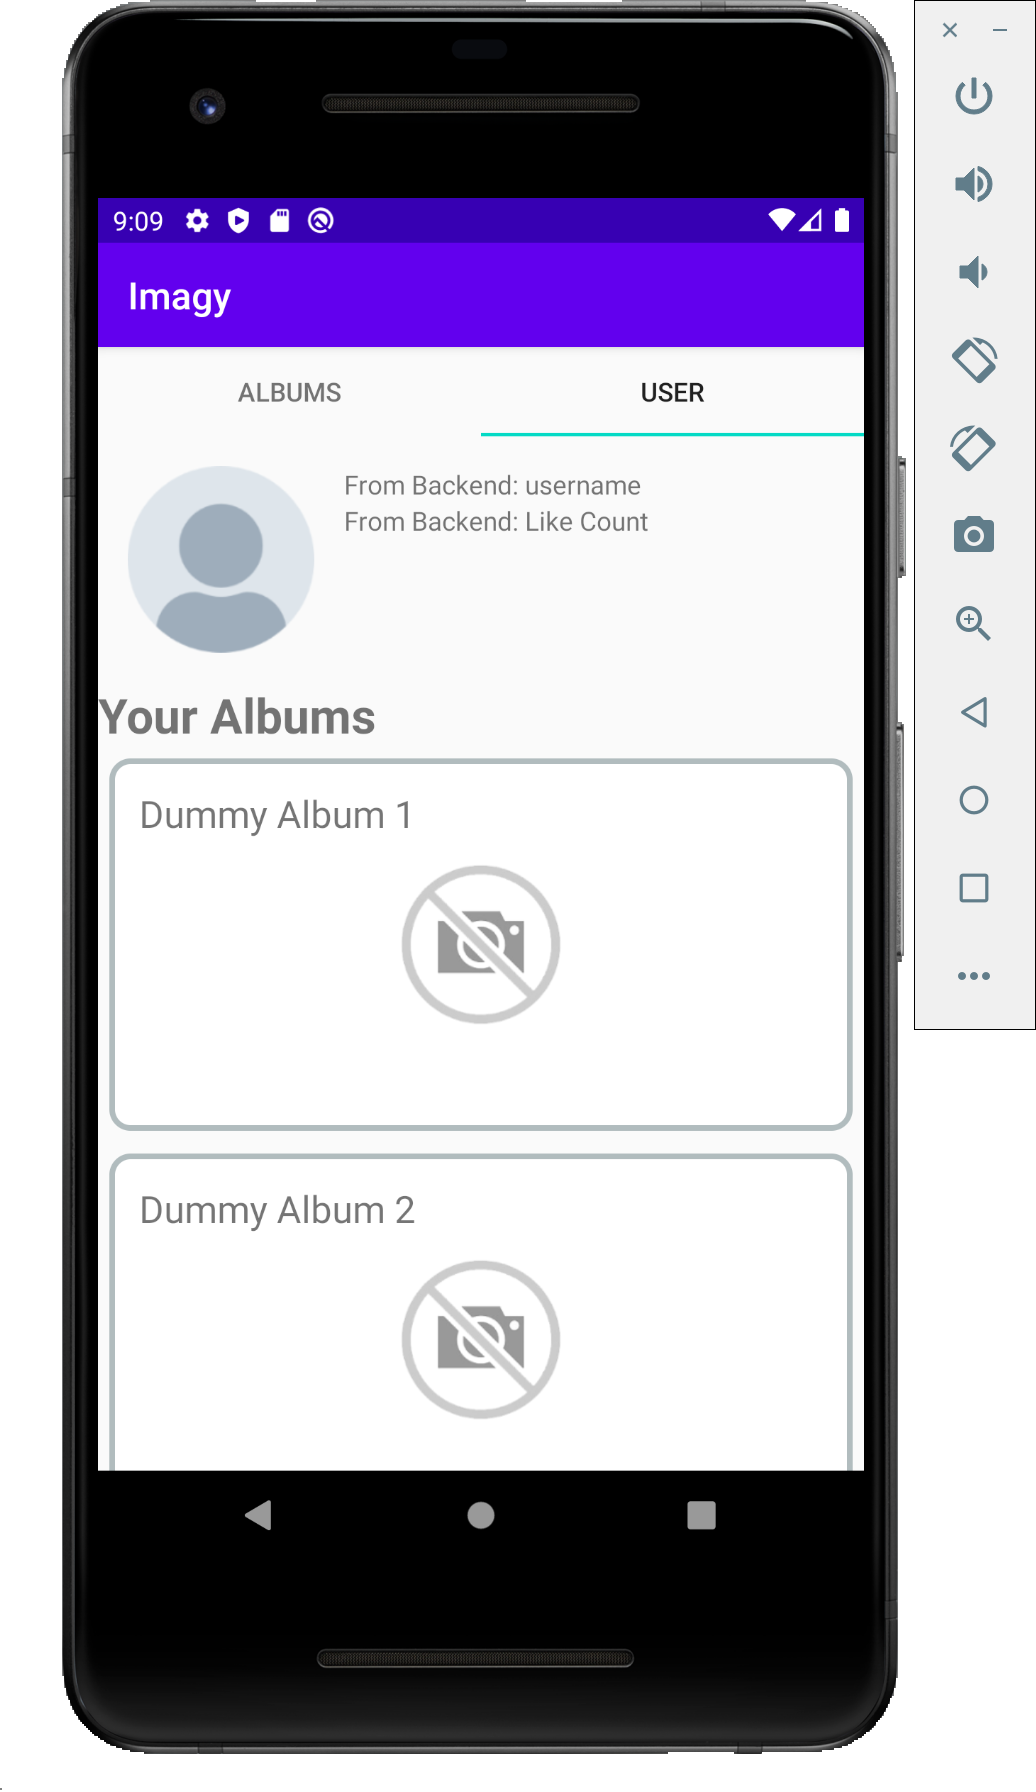 9:09
Imagy
ALBUMS USER
From Backend: username
From Backend: Like Count
Your Albums
Dummy Album 1
Dummy Album 2